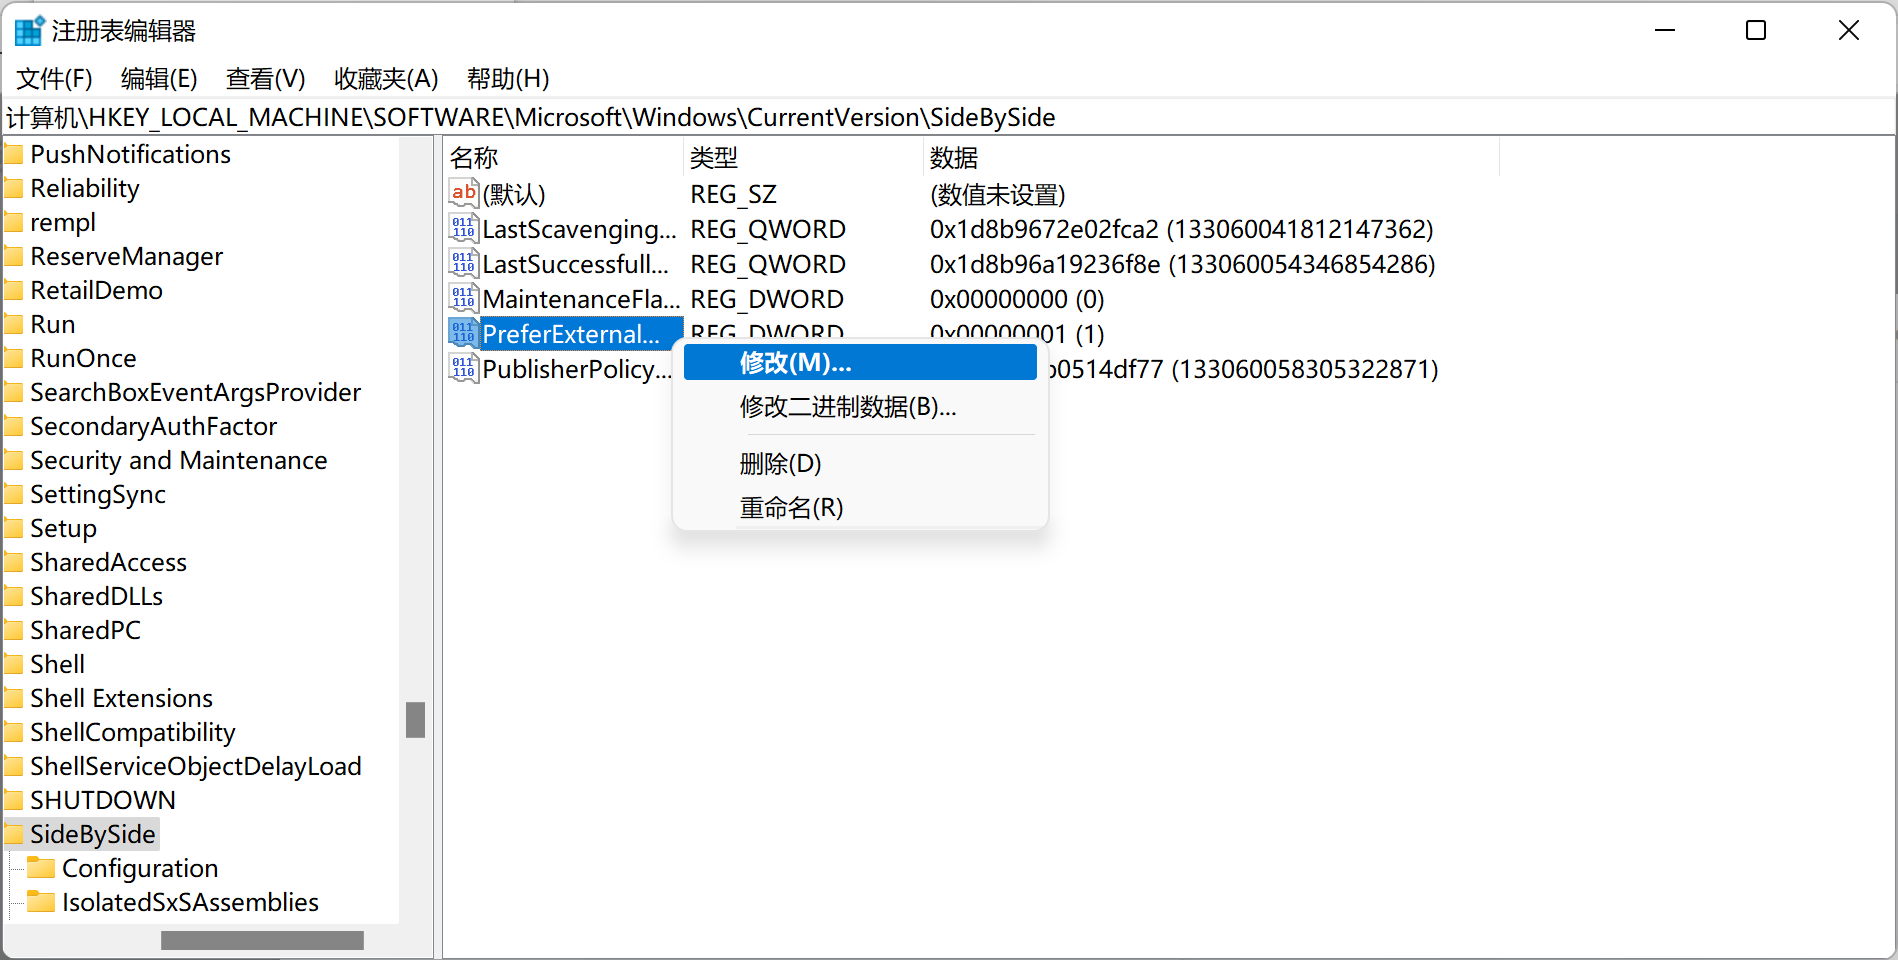 注册表编辑器
文件(F) 编辑(E) 查看(V) 收藏夹(A) 帮助(H)
计算机\HKEY_LOCAL_MACHINE\SOFTWARE\Microsoft\Windows\CurrentVersion\SideBySide
PushNotifications
Reliability
rempl
ReserveManager
RetailDemo
Run
RunOnce
SearchBoxEventArgsProvider
SecondaryAuthFactor
Security and Maintenance
SettingSync
Setup
SharedAccess
SharedDLLs
SharedPC
Shell
Shell Extensions
ShellCompatibility
ShellServiceObjectDelayLoad
SHUTDOWN
SideBySide
Configuration
IsolatedSxSAssemblies
名称 类型 数据
(默认) REG_SZ (数值未设置)
LastScavenging... REG_QWORD 0x1d8b9672e02fca2 (133060041812147362)
LastSuccessfull... REG_QWORD 0x1d8b96a19236f8e (133060054346854286)
MaintenanceFla... REG_DWORD 0x00000000 (0)
PreferExternal... REG_DWORD 0x00000001 (1)
PublisherPolicy... b0514df77 (133060058305322871)
修改(M)...
修改二进制数据(B)...
删除(D)
重命名(R)